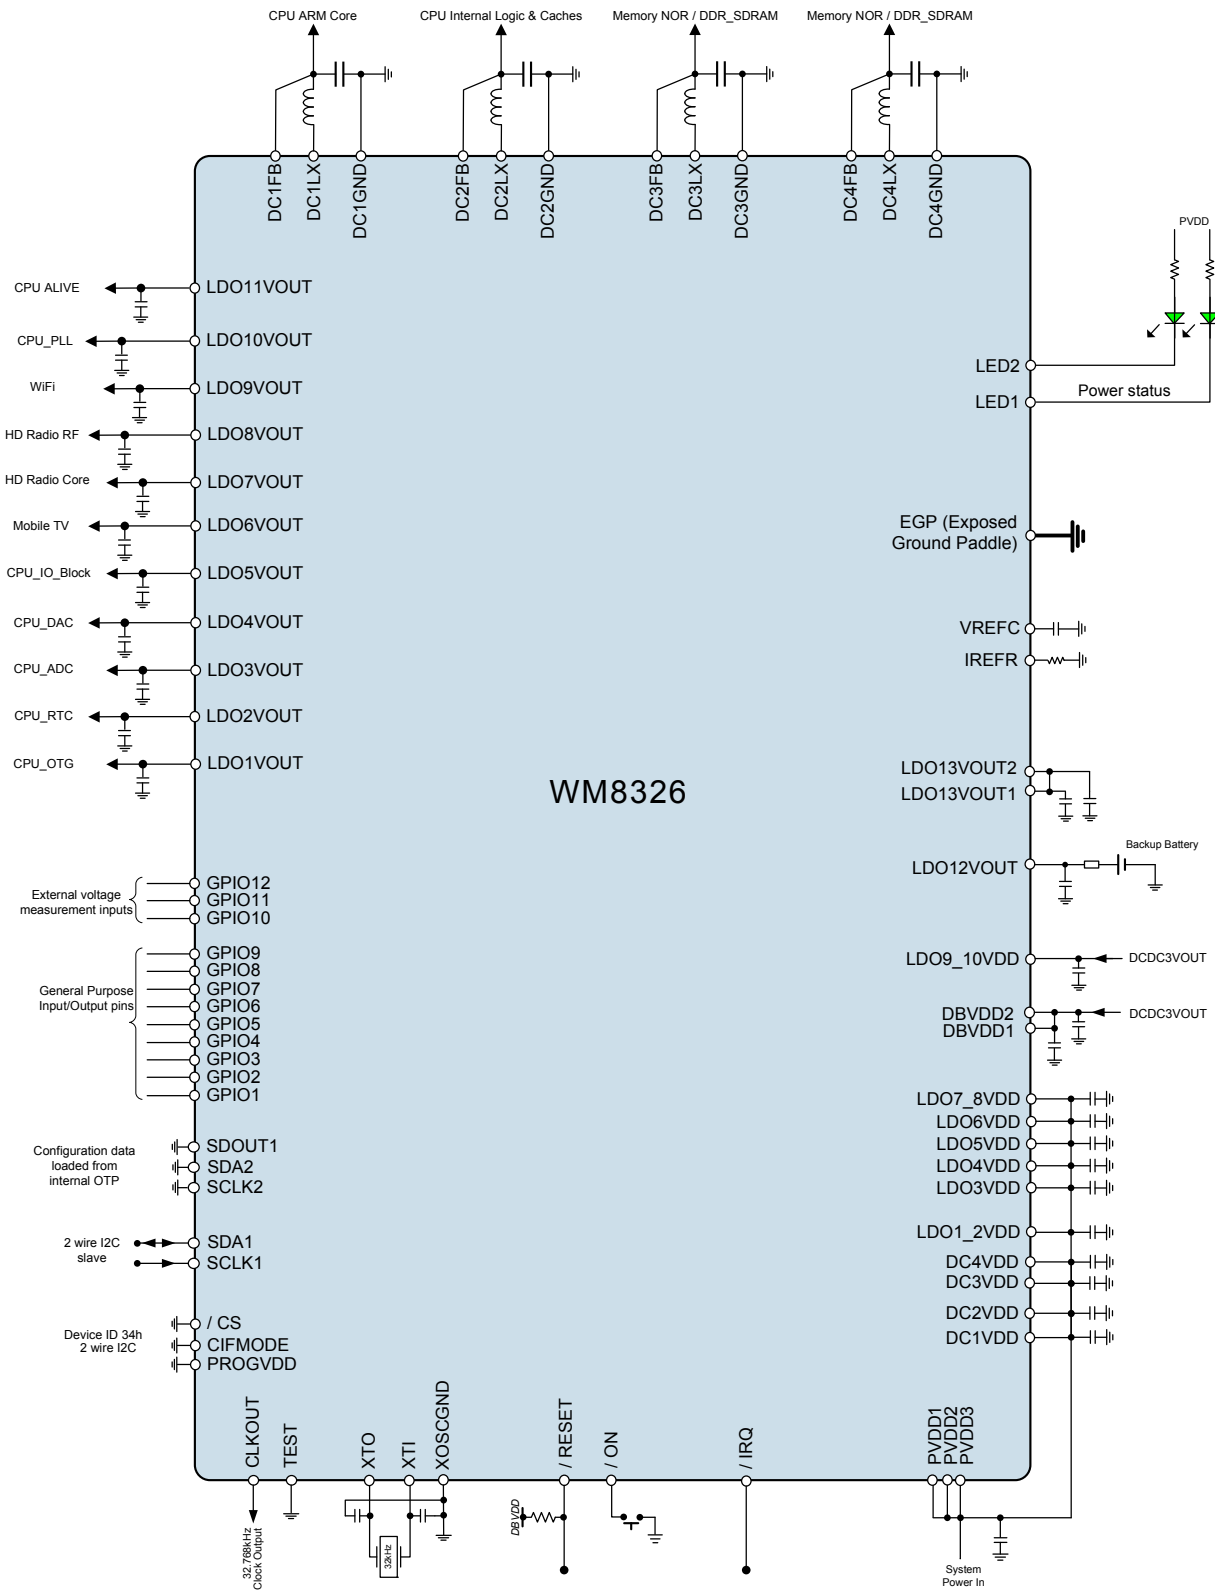 CPU ARM Core
CPU Internal Logic & Caches
Memory NOR / DDR_SDRAM
Memory NOR / DDR_SDRAM
DC1FB
DC1LX
DC1GND
DC2FB
DC2LX
DC2GND
DC3FB
DC3LX
DC3GND
DC4FB
DC4LX
DC4GND
PVDD
CPU ALIVE
LDO11VOUT
CPU_PLL
LDO10VOUT
WiFi
LDO9VOUT
HD Radio RF
LDO8VOUT
HD Radio Core
LDO7VOUT
Mobile TV
LDO6VOUT
CPU_IO_Block
LDO5VOUT
CPU_DAC
LDO4VOUT
CPU_ADC
LDO3VOUT
CPU_RTC
LDO2VOUT
CPU_OTG
LDO1VOUT
LED2
LED1
Power status
EGP (Exposed
Ground Paddle)
VREFC
IREFR
WM8326
LDO13VOUT2
LDO13VOUT1
LDO12VOUT
Backup Battery
External voltage
measurement inputs
GPIO12
GPIO11
GPIO10
General Purpose
Input/Output pins
GPIO9
GPIO8
GPIO7
GPIO6
GPIO5
GPIO4
GPIO3
GPIO2
GPIO1
LDO9_10VDD
DCDC3VOUT
DBVDD2
DBVDD1
DCDC3VOUT
LDO7_8VDD
LDO6VDD
LDO5VDD
LDO4VDD
LDO3VDD
LDO1_2VDD
DC4VDD
DC3VDD
DC2VDD
DC1VDD
Configuration data
loaded from
internal OTP
SDOUT1
SDA2
SCLK2
2 wire I2C
slave
SDA1
SCLK1
Device ID 34h
2 wire I2C
/ CS
CIFMODE
PROGVDD
CLKOUT
TEST
XTO
XTI
XOSCGND
/ RESET
/ ON
/ IRQ
PVDD1
PVDD2
PVDD3
32.768kHz
Clock Output
32kHz
DBVDD
System
Power In